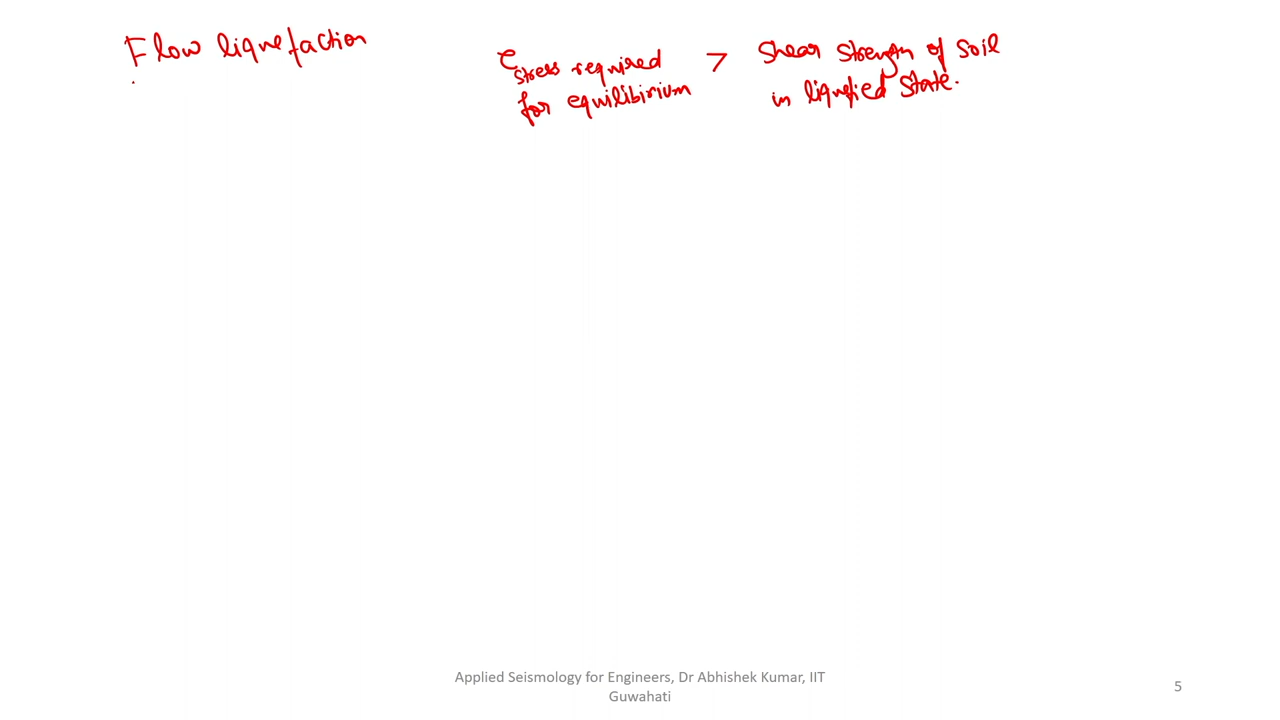 Flow liquefaction
τ stress required > Shear strength of soil
for equilibirium in liquefied state.
Applied Seismology for Engineers, Dr Abhishek Kumar, IIT
Guwahati
5